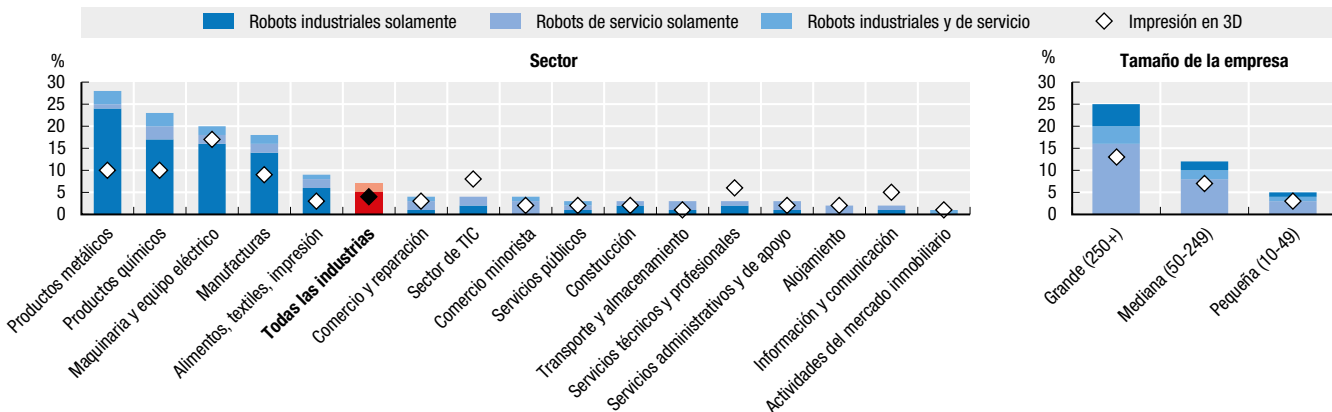 Robots industriales solamente
Robots de servicio solamente
Robots industriales y de servicio
Impresión en 3D
%
Sector
30
25
20
15
10
5
0
Productos metálicos
Productos químicos
Maquinaria y equipo eléctrico
Manufacturas
Alimentos, textiles, impresión
Todas las industrias
Comercio y reparación
Sector de TIC
Comercio minorista
Servicios públicos
Construcción
Transporte y almacenamiento
Servicios técnicos y profesionales
Servicios administrativos y de apoyo
Alojamiento
Información y comunicación
Actividades del mercado inmobiliario
%
Tamaño de la empresa
30
25
20
15
10
5
0
Grande (250+)
Mediana (50-249)
Pequeña (10-49)